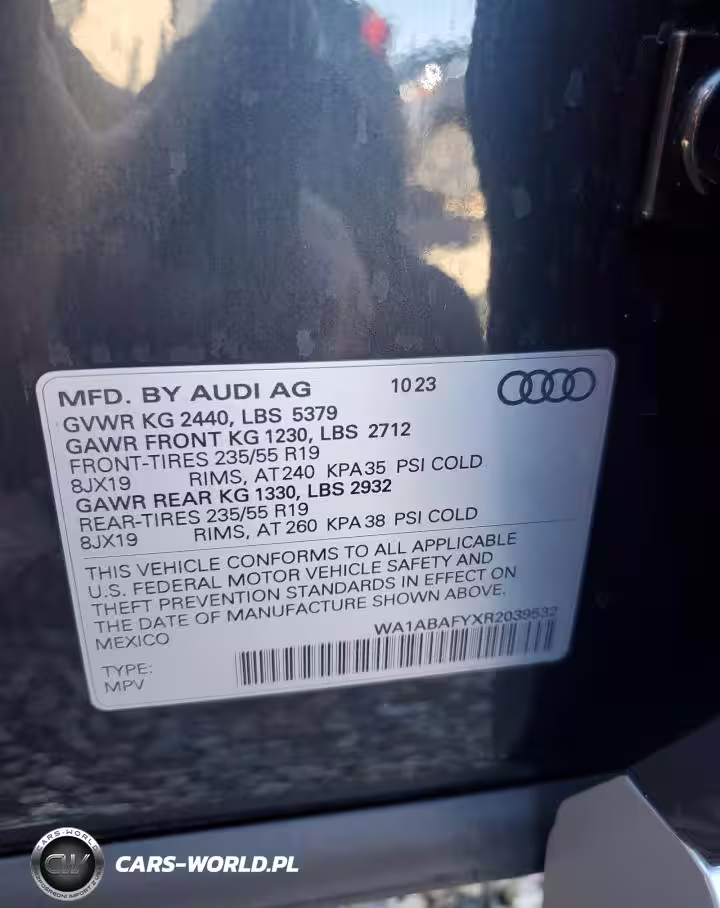 MFD. BY AUDI AG 10 23
GVWR KG 2440, LBS 5379
GAWR FRONT KG 1230, LBS 2712
FRONT-TIRES 235/55 R19
8JX19 RIMS, AT 240 KPA 35 PSI COLD
GAWR REAR KG 1330, LBS 2932
REAR-TIRES 235/55 R19
8JX19 RIMS, AT 260 KPA 38 PSI COLD
THIS VEHICLE CONFORMS TO ALL APPLICABLE
U.S. FEDERAL MOTOR VEHICLE SAFETY AND
THEFT PREVENTION STANDARDS IN EFFECT ON
THE DATE OF MANUFACTURE SHOWN ABOVE,
MEXICO
WA1ABAFYXR2039532
TYPE:
MPV
CARS-WORLD
CW
CARS-WORLD.PL